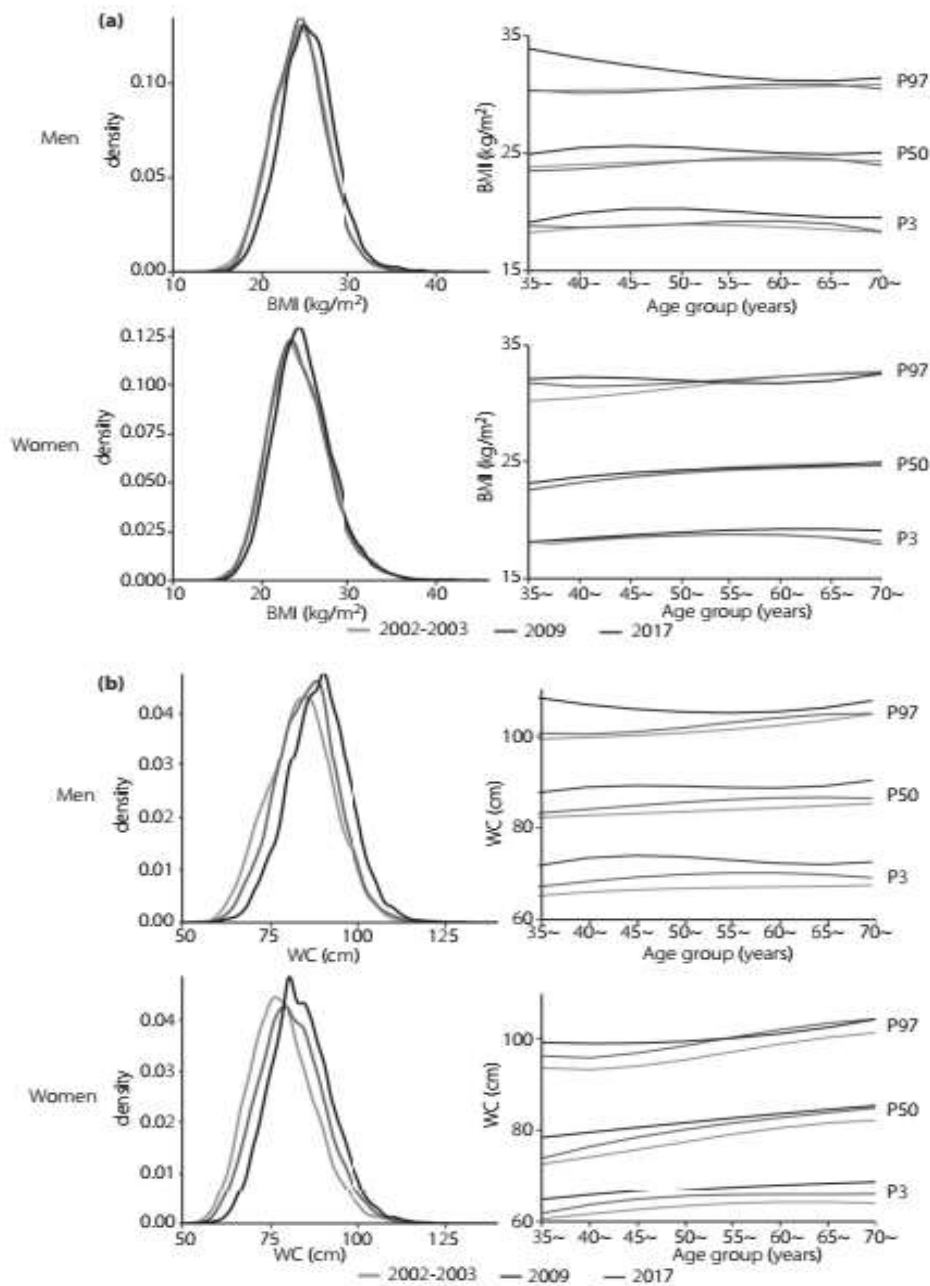 (a)
Men
density
0.10
0.05
0.00
10
20
30
40
BMI (kg/m²)
35
25
15
BMI (kg/m²)
P97
P50
P3
35~ 40~ 45~ 50~ 55~ 60~ 65~ 70~
Age group (years)
Women
density
0.125
0.100
0.075
0.050
0.025
0.000
10
20
30
40
BMI (kg/m²)
35
25
15
BMI (kg/m²)
P97
P50
P3
35~ 40~ 45~ 50~ 55~ 60~ 65~ 70~
Age group (years)
2002-2003 2009 2017
(b)
Men
density
0.04
0.03
0.02
0.01
0.00
50
75
100
125
WC (cm)
100
80
60
WC (cm)
P97
P50
P3
35~ 40~ 45~ 50~ 55~ 60~ 65~ 70~
Age group (years)
Women
density
0.04
0.03
0.02
0.01
0.00
50
75
100
125
WC (cm)
100
80
60
WC (cm)
P97
P50
P3
35~ 40~ 45~ 50~ 55~ 60~ 65~ 70~
Age group (years)
2002-2003 2009 2017